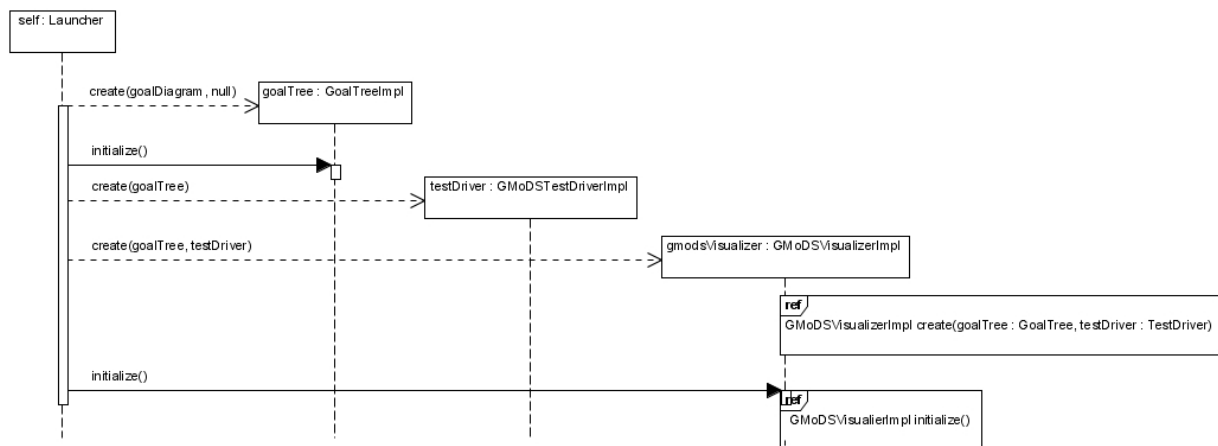 self : Launcher
create(goalDiagram , null)
goalTree : GoalTreeImpl
initialize()
create(goalTree)
testDriver : GMoDSTestDriverImpl
create(goalTree, testDriver)
gmodsVisualizer : GMoDSVisualizerImpl
ref
GMoDSVisualizerImpl create(goalTree : GoalTree, testDriver : TestDriver)
initialize()
ref
GMoDSVisualierImpl initialize()